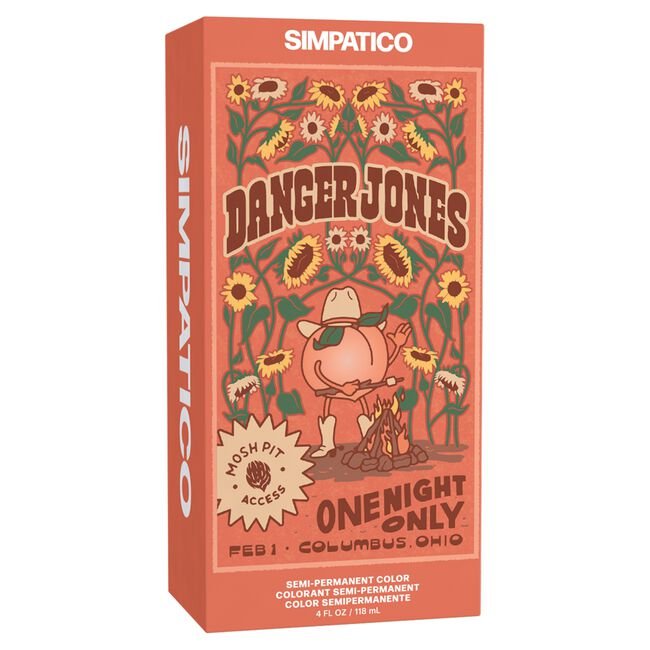 SIMPATICO
SIMPATICO
DANGER JONES
MOSH PIT
ACCESS
ONE NIGHT
ONLY
FEB 1 • COLUMBUS, OHIO
SEMI-PERMANENT COLOR
COLORANT SEMI-PERMANENT
COLOR SEMIPERMANENTE
4 FL OZ / 118 mL